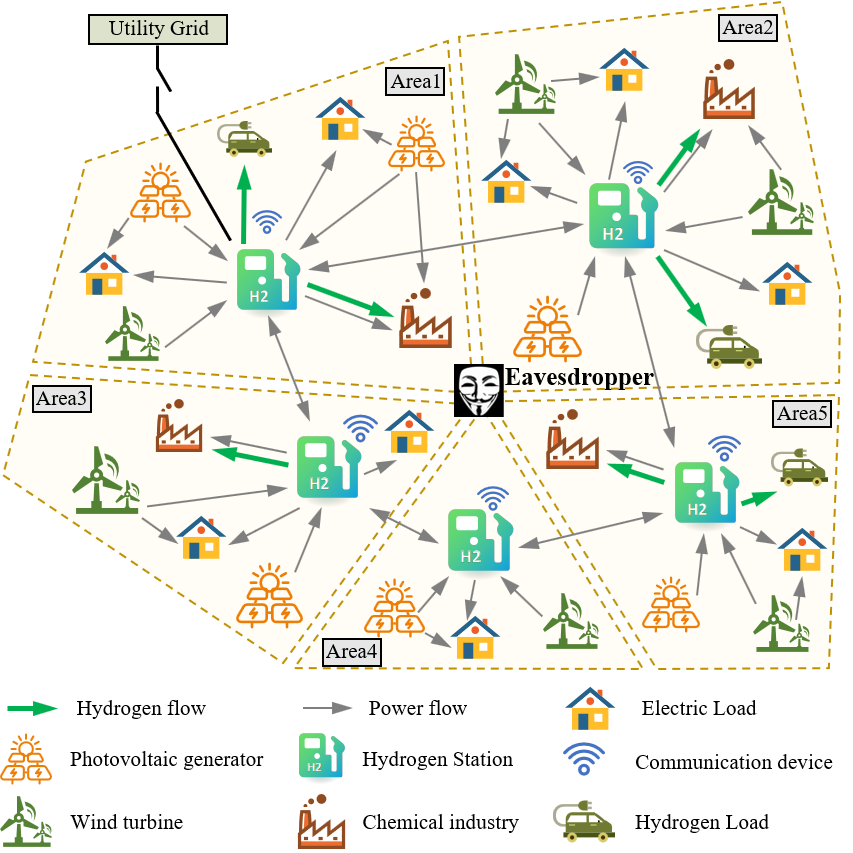 Utility Grid
Area1
Area2
H2
H2
Eavesdropper
Area3
Area5
H2
H2
H2
Area4
Hydrogen flow
Power flow
Electric Load
Photovoltaic generator
H2
Hydrogen Station
Communication device
Wind turbine
Chemical industry
Hydrogen Load